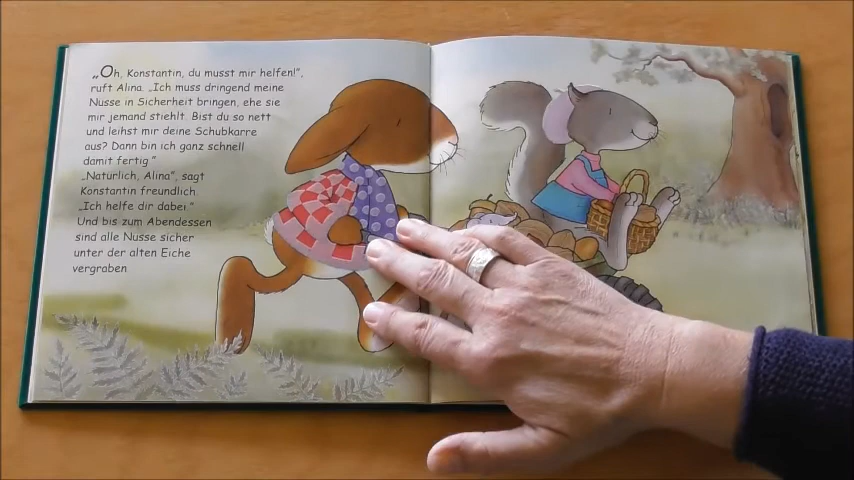 „Oh, Konstantin, du musst mir helfen!“,
ruft Alina. „Ich muss dringend meine
Nüsse in Sicherheit bringen, ehe sie
mir jemand stiehlt. Bist du so nett
und leihst mir deine Schubkarre
aus? Dann bin ich ganz schnell
damit fertig.“
„Natürlich, Alina“, sagt
Konstantin freundlich.
„Ich helfe dir dabei.“
Und bis zum Abendessen
sind alle Nüsse sicher
unter der alten Eiche
vergraben